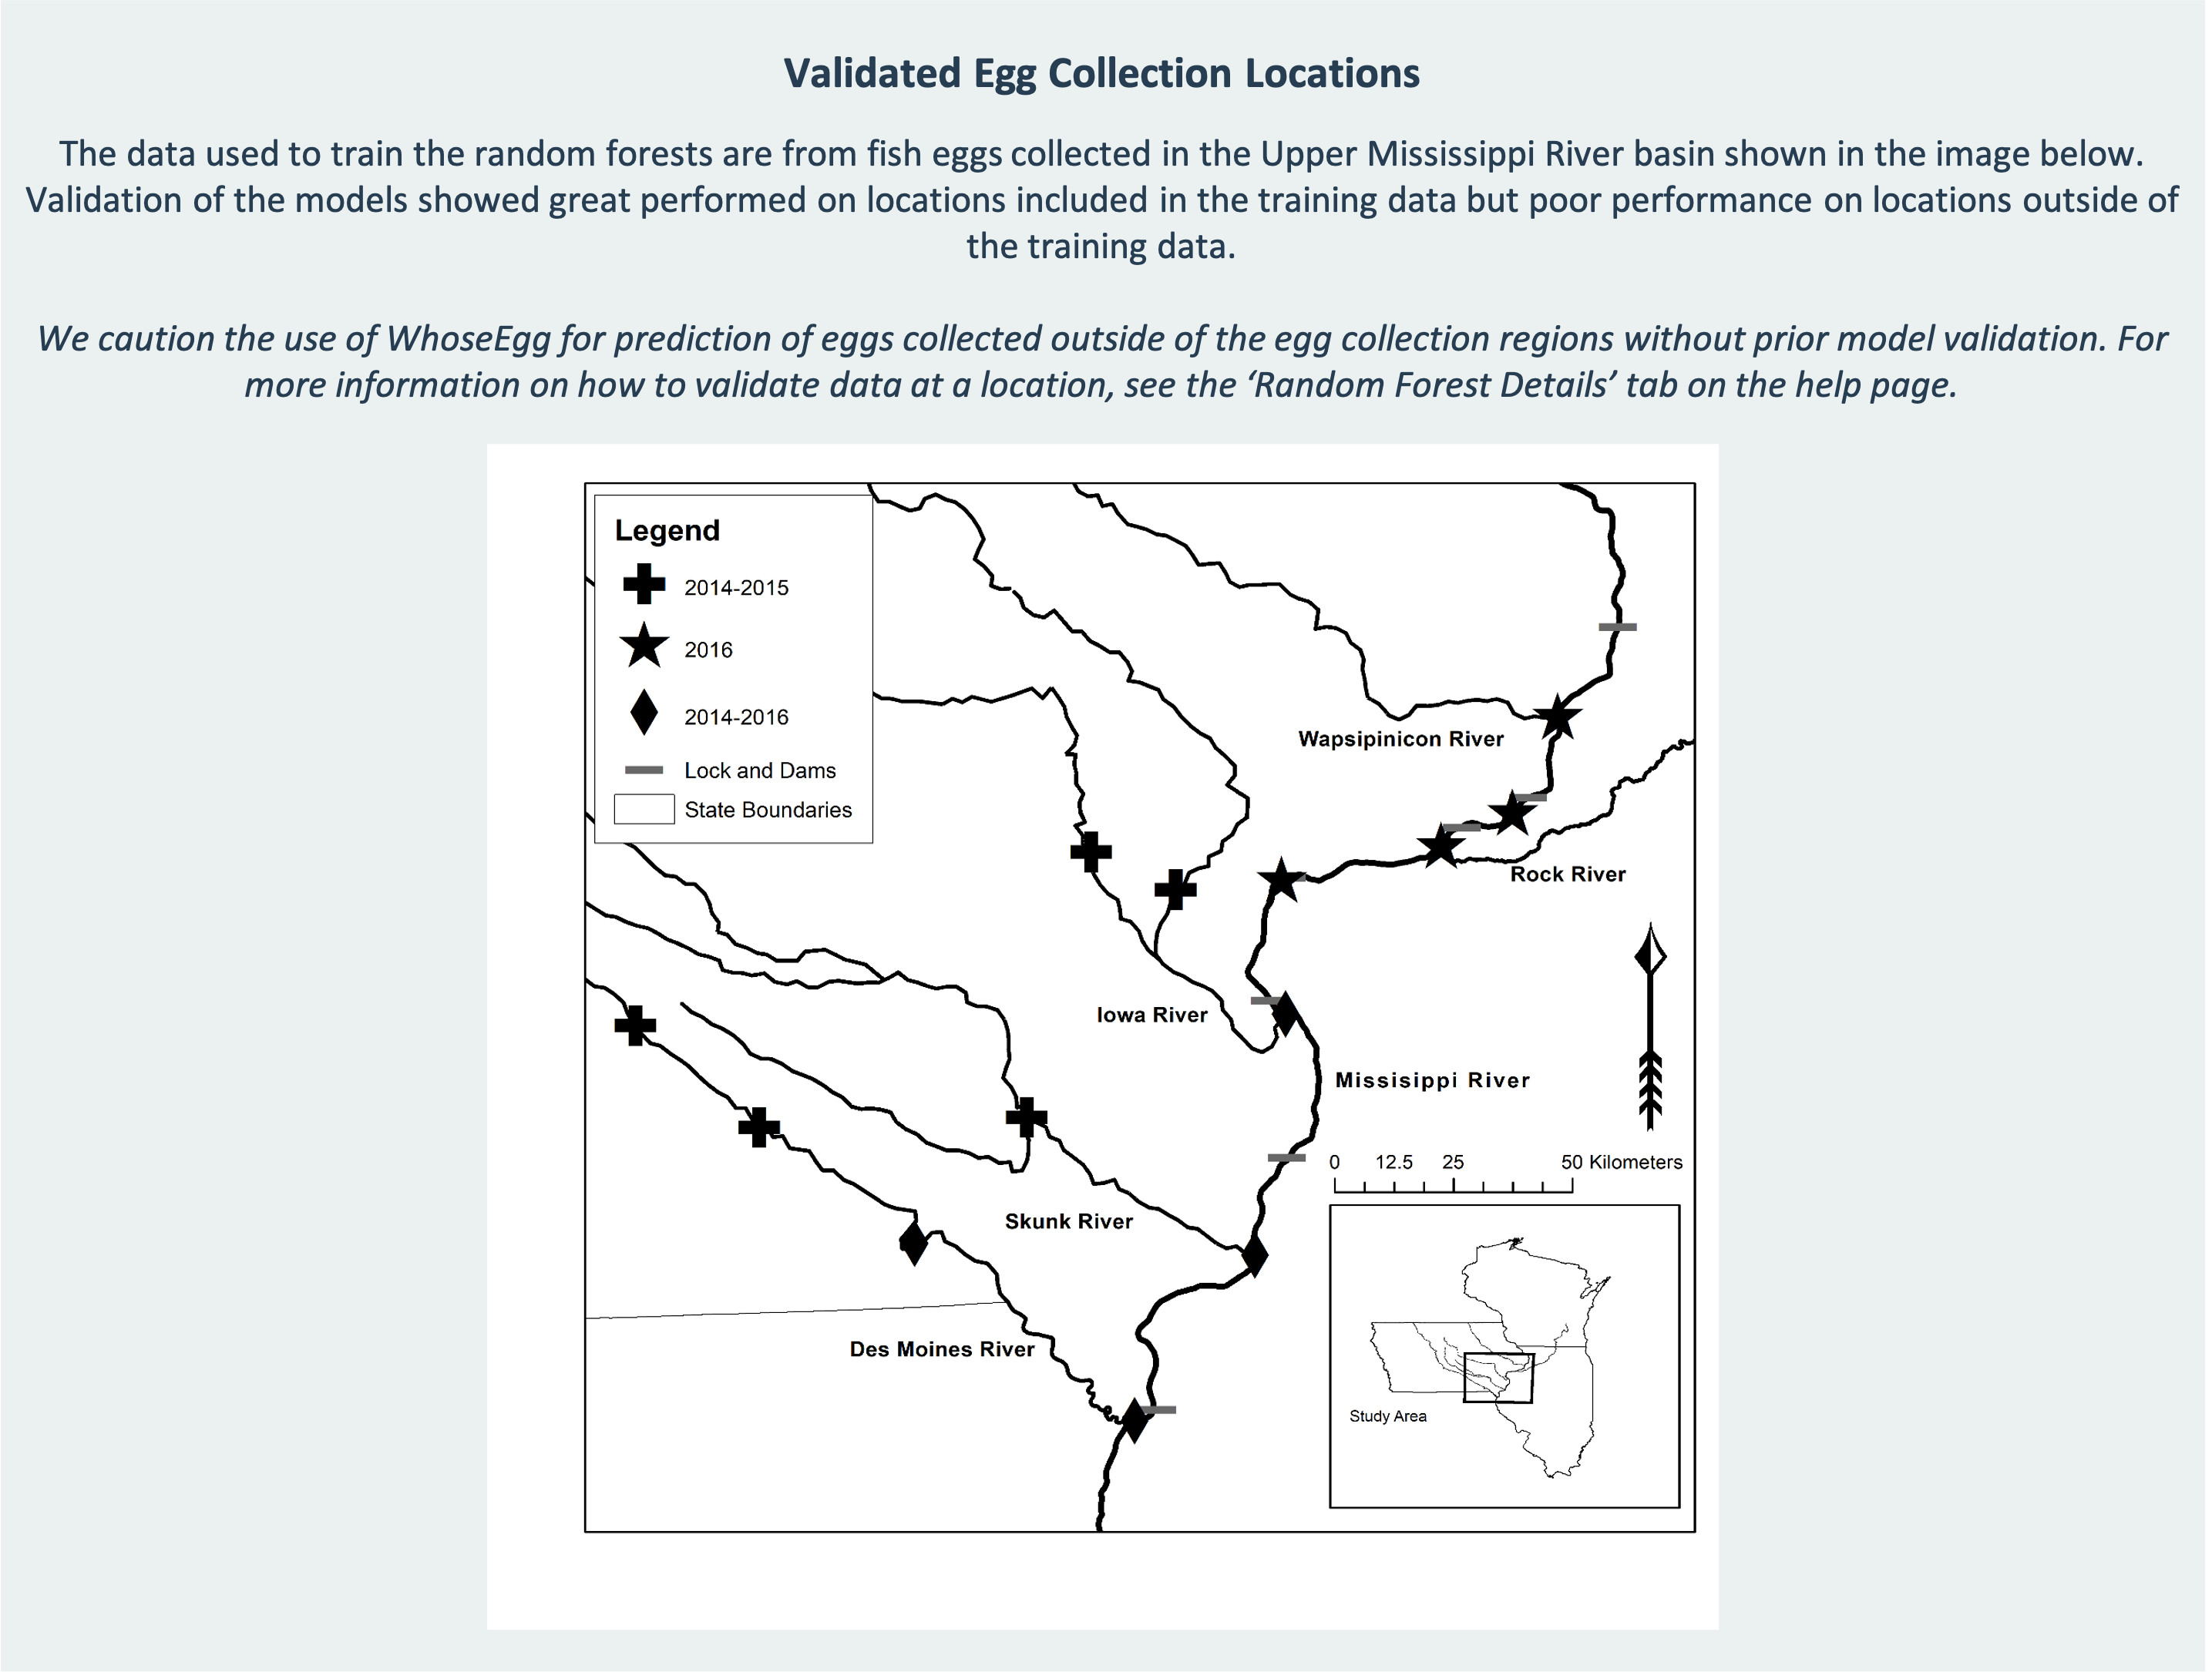 Validated Egg Collection Locations
The data used to train the random forests are from fish eggs collected in the Upper Mississippi River basin shown in the image below.
Validation of the models showed great performed on locations included in the training data but poor performance on locations outside of
the training data.
We caution the use of WhoseEgg for prediction of eggs collected outside of the egg collection regions without prior model validation. For
more information on how to validate data at a location, see the ‘Random Forest Details’ tab on the help page.
Legend
2014-2015
2016
2014-2016
Lock and Dams
State Boundaries
Wapsipinicon River
Rock River
Iowa River
Missisippi River
0 12.5 25 50 Kilometers
Skunk River
Des Moines River
Study Area